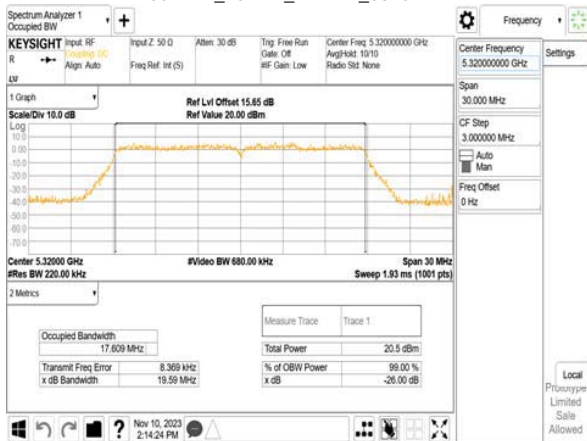 Spectrum Analyzer 1
Occupied BW
Frequency
KEYSIGHT
Input: RF
Coupling: DC
Align: Auto
Input Z: 50 Ω
Freq Ref: Int (S)
Atten: 30 dB
Trig: Free Run
Gate: Off
#IF Gain: Low
Center Freq: 5.320000000 GHz
Avg|Hold: 10/10
Radio Std: None
R
LXI
1 Graph
Scale/Div 10.0 dB
Ref Lvl Offset 15.65 dB
Ref Value 20.00 dBm
Log
10.0
0.00
-10.0
-20.0
-30.0
-40.0
-50.0
-60.0
-70.0
Center 5.32000 GHz
#Res BW 220.00 kHz
#Video BW 680.00 kHz
Span 30 MHz
Sweep 1.93 ms (1001 pts)
2 Metrics
Measure Trace Trace 1
Occupied Bandwidth
17.609 MHz
Total Power 20.5 dBm
Transmit Freq Error 8.369 kHz
% of OBW Power 99.00 %
x dB Bandwidth 19.59 MHz
x dB -26.00 dB
Nov 10, 2023
2:14:24 PM
Center Frequency
5.320000000 GHz
Settings
Span
30.000 MHz
CF Step
3.000000 MHz
Auto
Man
Freq Offset
0 Hz
Local
Prototype
Limited
Sale
Allowed